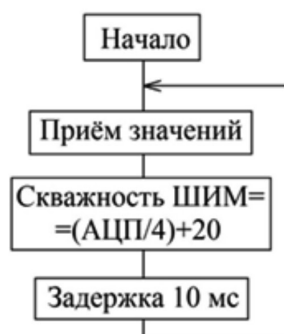 Начало
Приём значений
Скважность ШИМ=
=(АЦП/4)+20
Задержка 10 мс